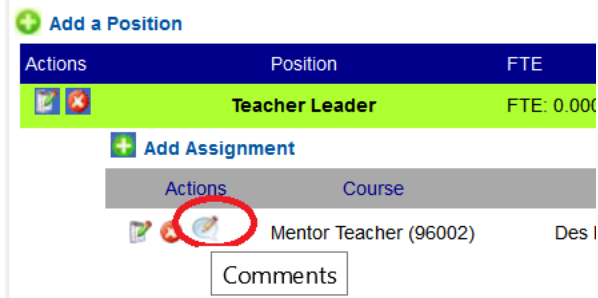 Add a Position
Actions Position FTE
Teacher Leader FTE: 0.000
Add Assignment
Actions Course
Mentor Teacher (96002) Des
Comments